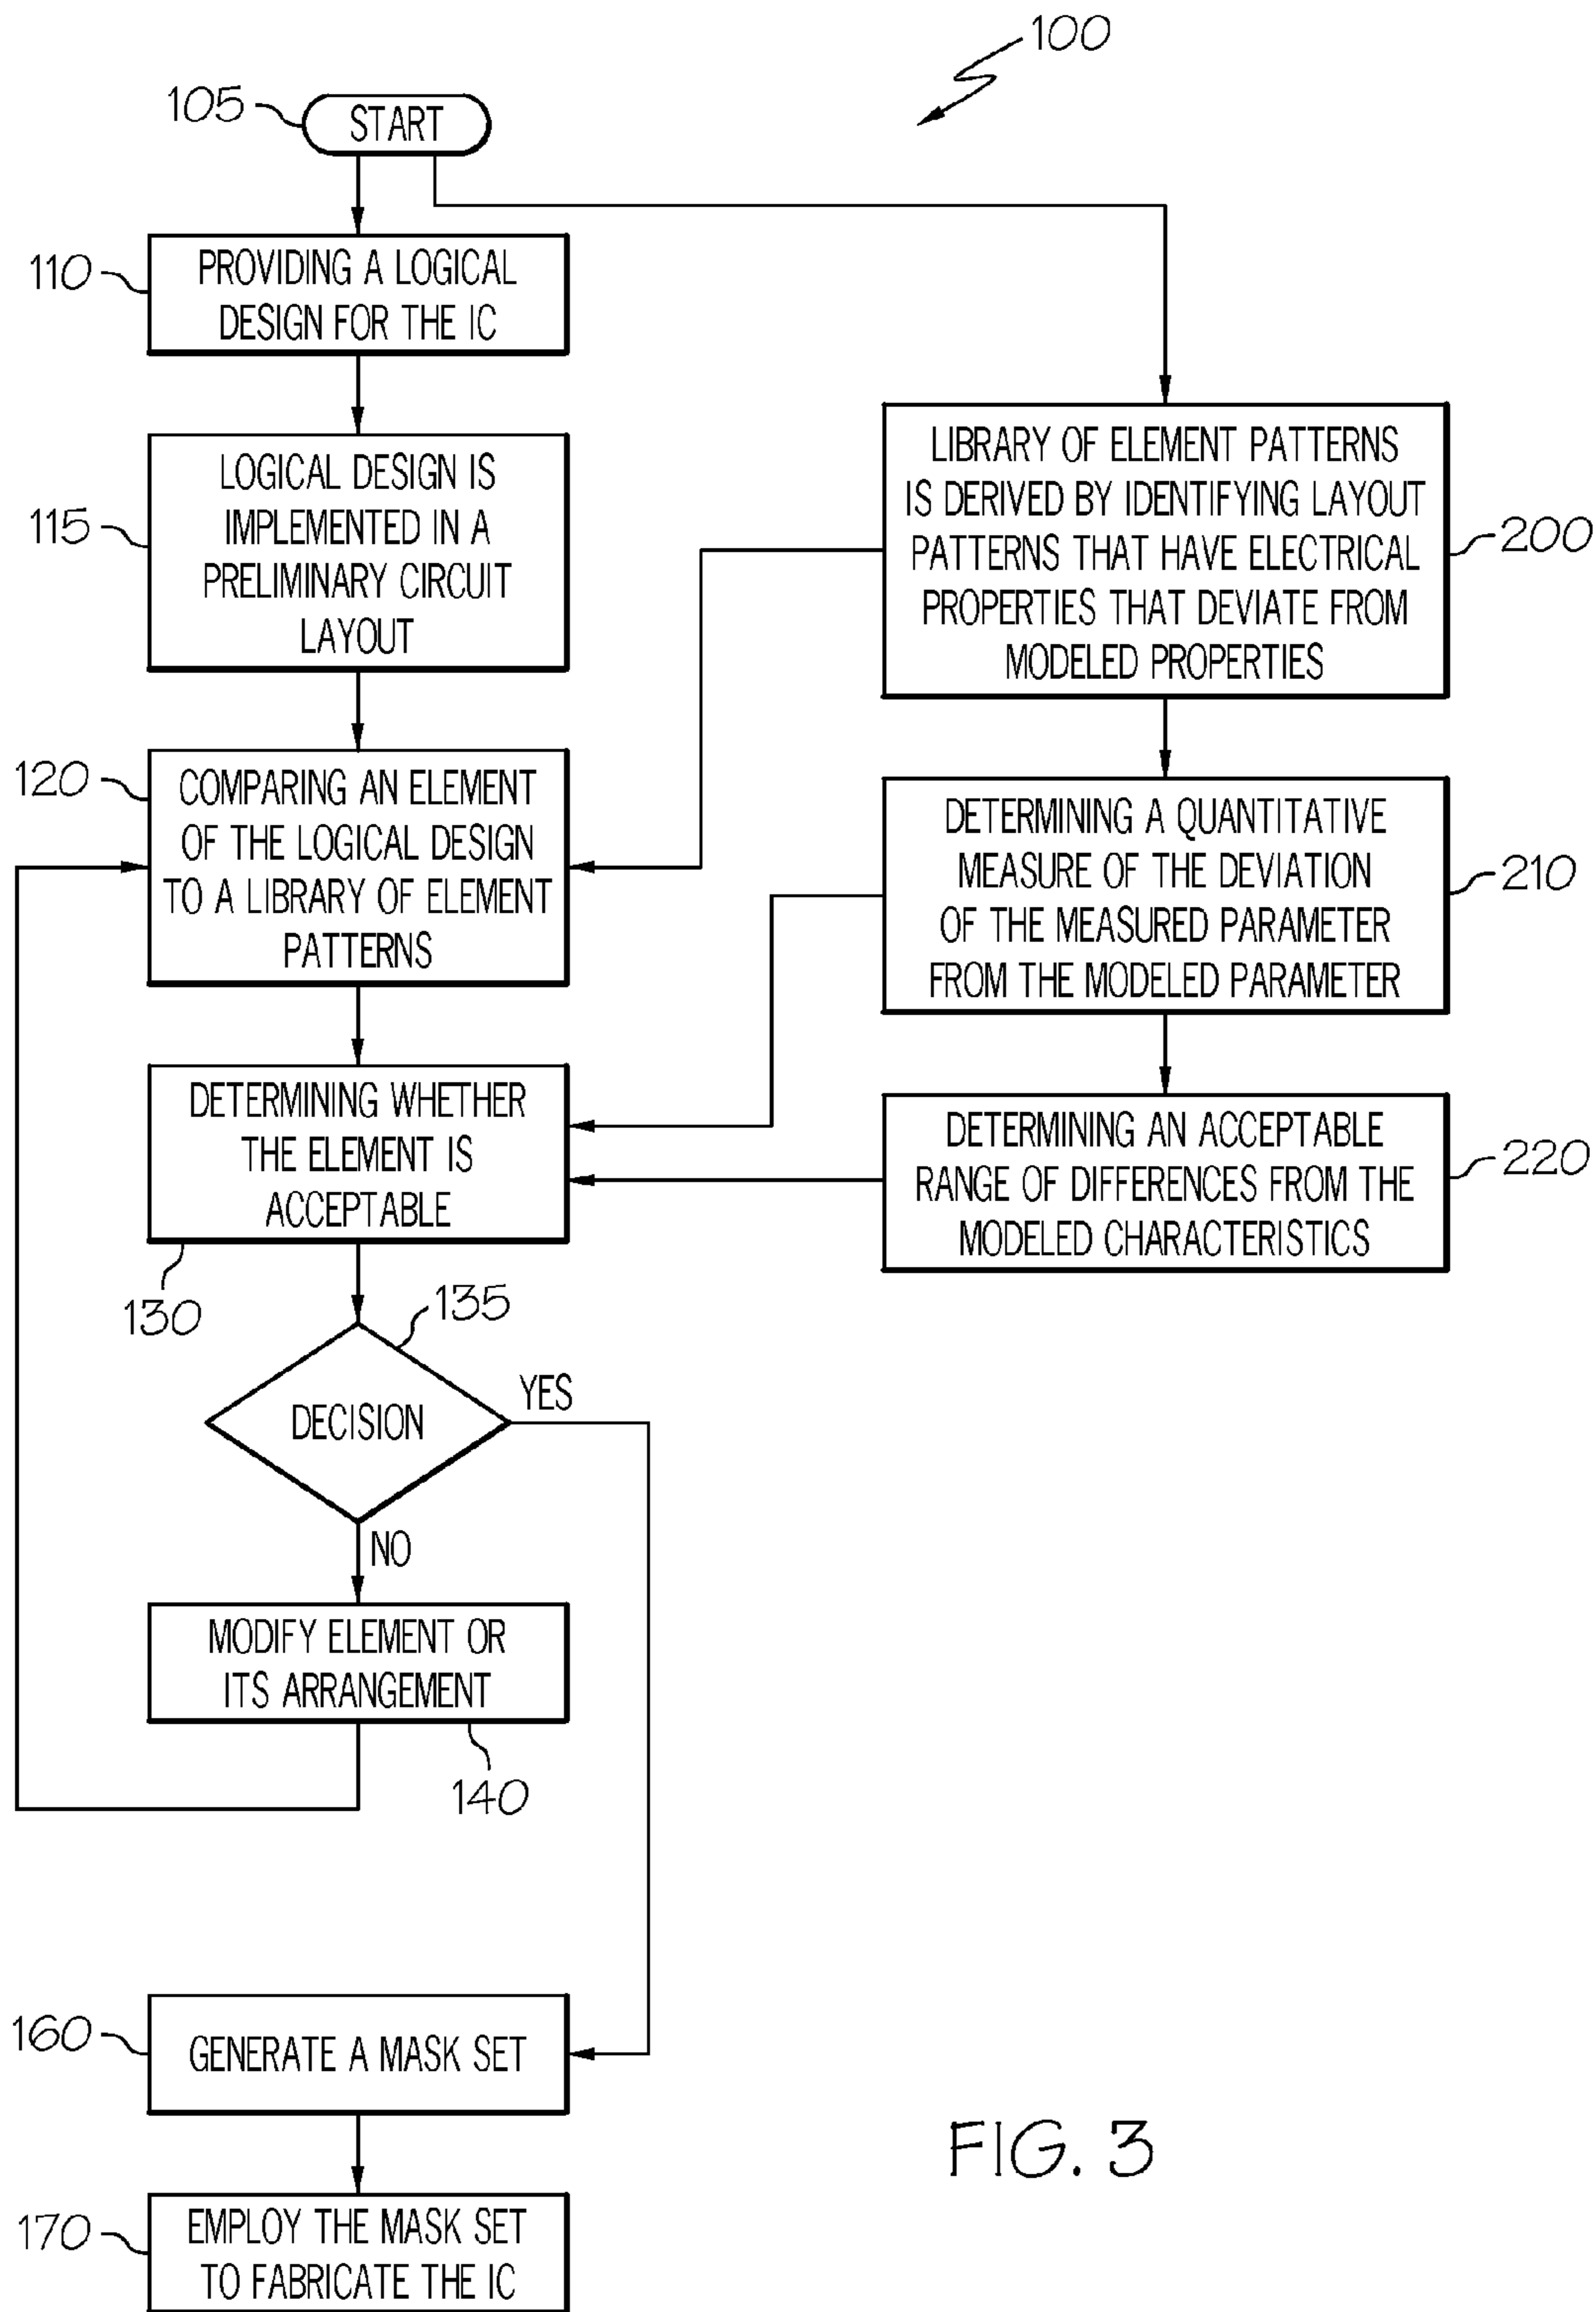 100
105
START
110
PROVIDING A LOGICAL
DESIGN FOR THE IC
115
LOGICAL DESIGN IS
IMPLEMENTED IN A
PRELIMINARY CIRCUIT
LAYOUT
LIBRARY OF ELEMENT PATTERNS
IS DERIVED BY IDENTIFYING LAYOUT
PATTERNS THAT HAVE ELECTRICAL
PROPERTIES THAT DEVIATE FROM
MODELED PROPERTIES
200
120
COMPARING AN ELEMENT
OF THE LOGICAL DESIGN
TO A LIBRARY OF ELEMENT
PATTERNS
DETERMINING A QUANTITATIVE
MEASURE OF THE DEVIATION
OF THE MEASURED PARAMETER
FROM THE MODELED PARAMETER
210
DETERMINING WHETHER
THE ELEMENT IS
ACCEPTABLE
130
DETERMINING AN ACCEPTABLE
RANGE OF DIFFERENCES FROM THE
MODELED CHARACTERISTICS
220
135
DECISION
YES
NO
MODIFY ELEMENT OR
ITS ARRANGEMENT
140
160
GENERATE A MASK SET
170
EMPLOY THE MASK SET
TO FABRICATE THE IC
FIG. 3